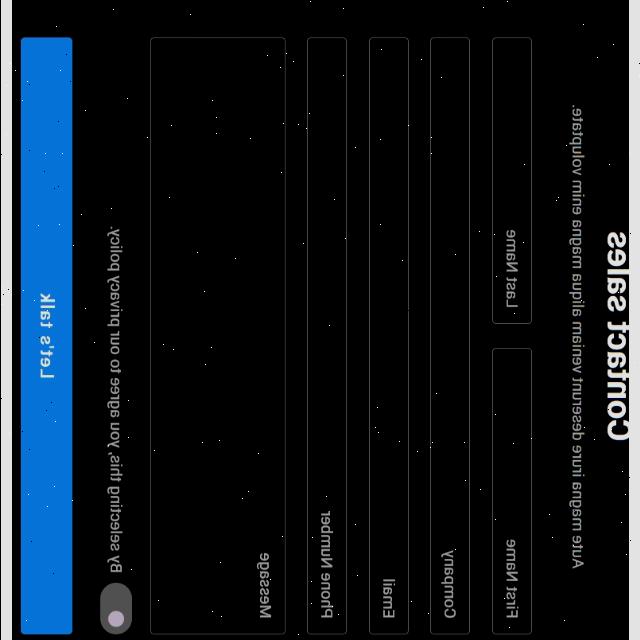 Contact sales
Aute magna irure deserunt veniam aliqua magna enim voluptate.
First Name
Last Name
Company
Email
Phone Number
Message
By selecting this, you agree to our privacy policy.
Let's talk